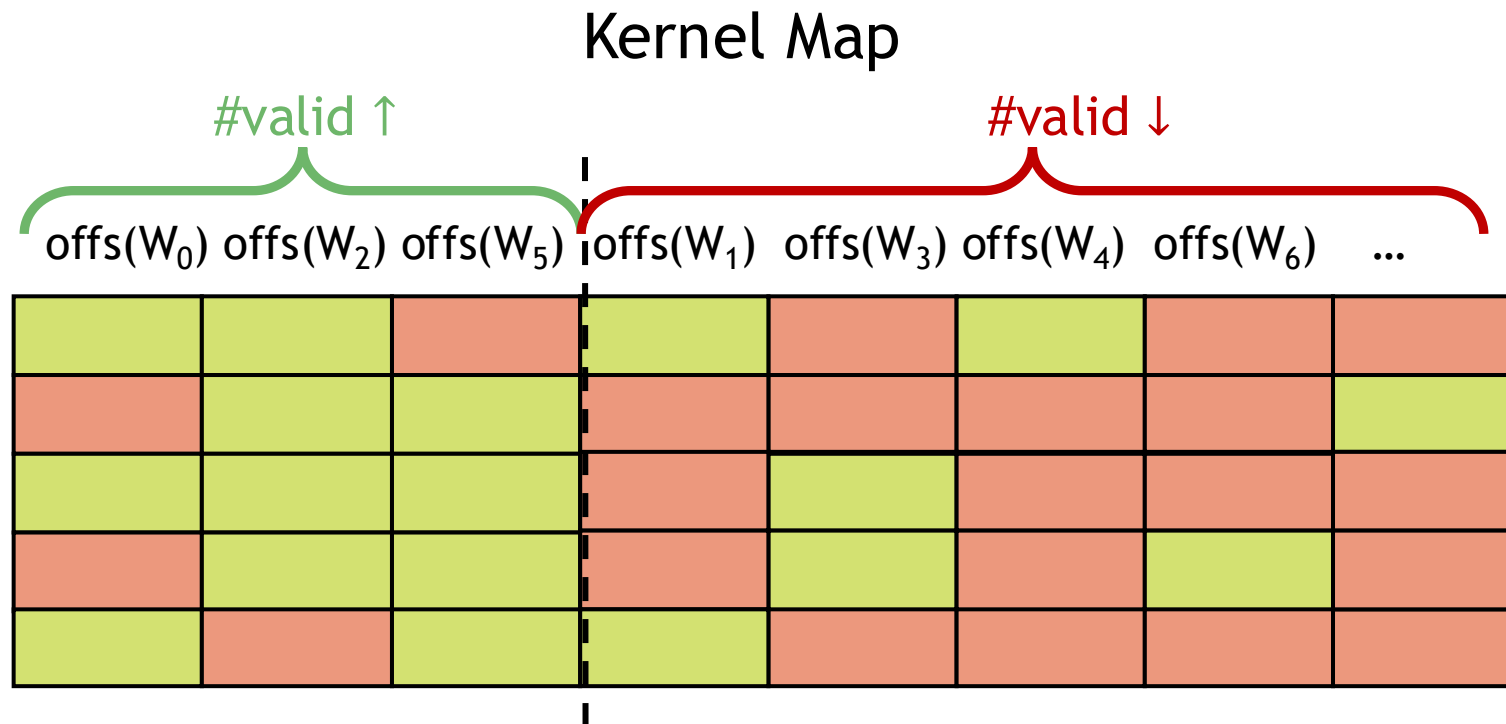 Kernel Map
#valid ↑ #valid ↓
offs(W₀) offs(W₂) offs(W₅) offs(W₁) offs(W₃) offs(W₄) offs(W₆) ...